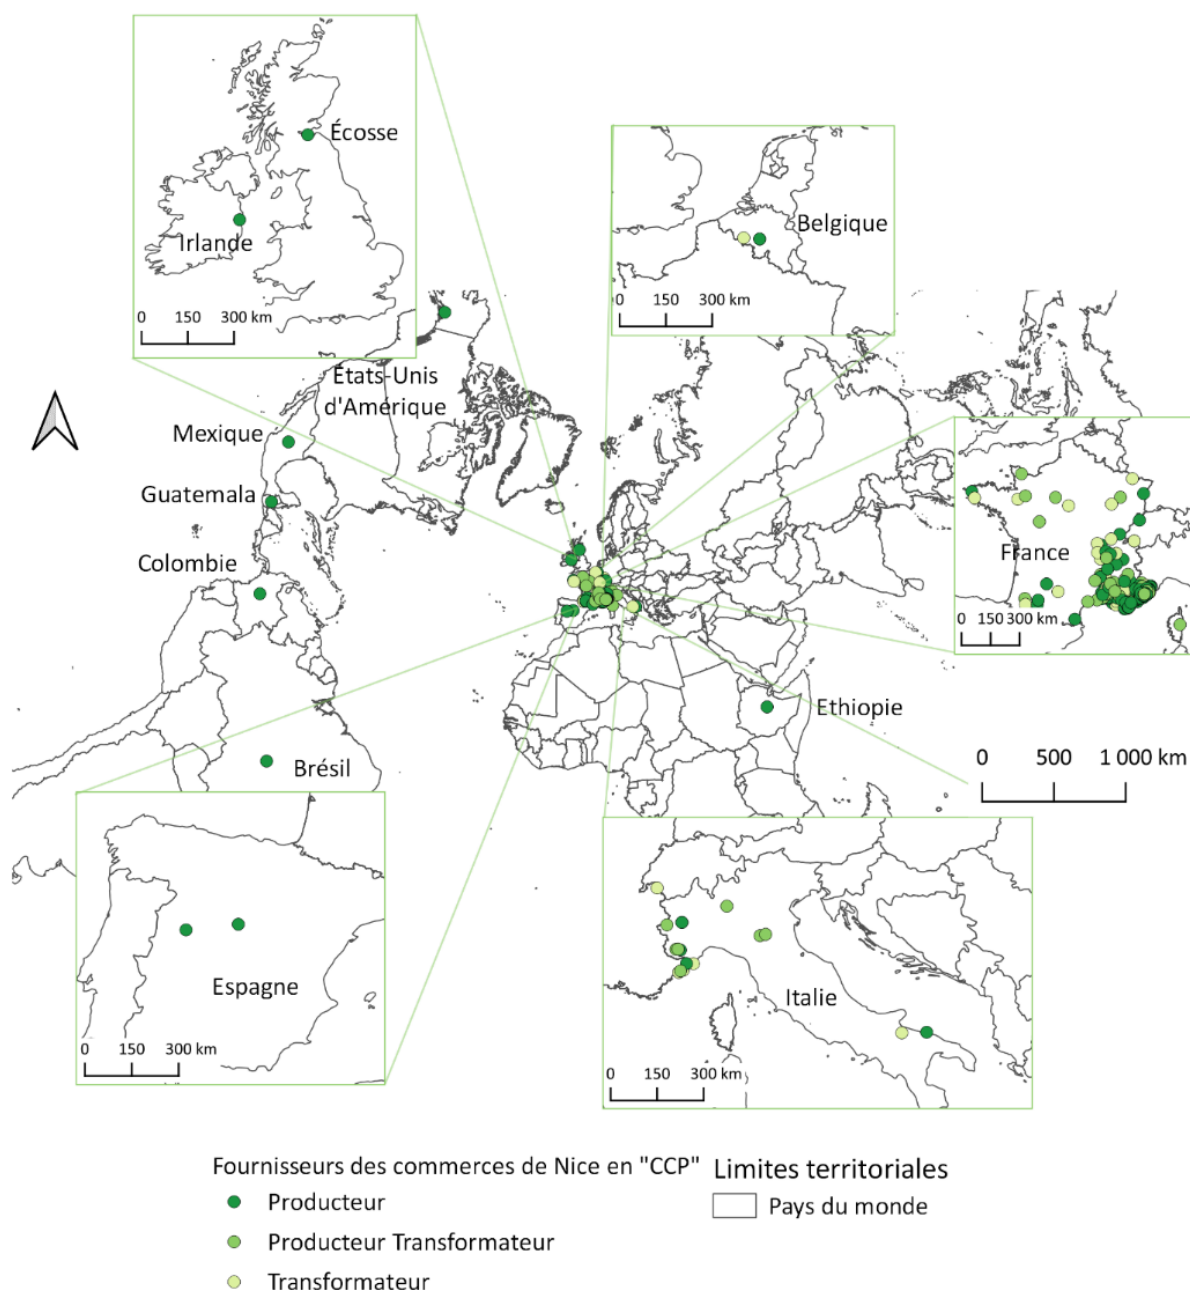 Écosse
Irlande
0 150 300 km
Belgique
0 150 300 km
États-Unis
d'Amérique
Mexique
Guatemala
Colombie
France
0 150 300 km
Ethiopie
Brésil
0 500 1 000 km
Espagne
0 150 300 km
Italie
0 150 300 km
Fournisseurs des commerces de Nice en "CCP"
Producteur
Producteur Transformateur
Transformateur
Limites territoriales
Pays du monde